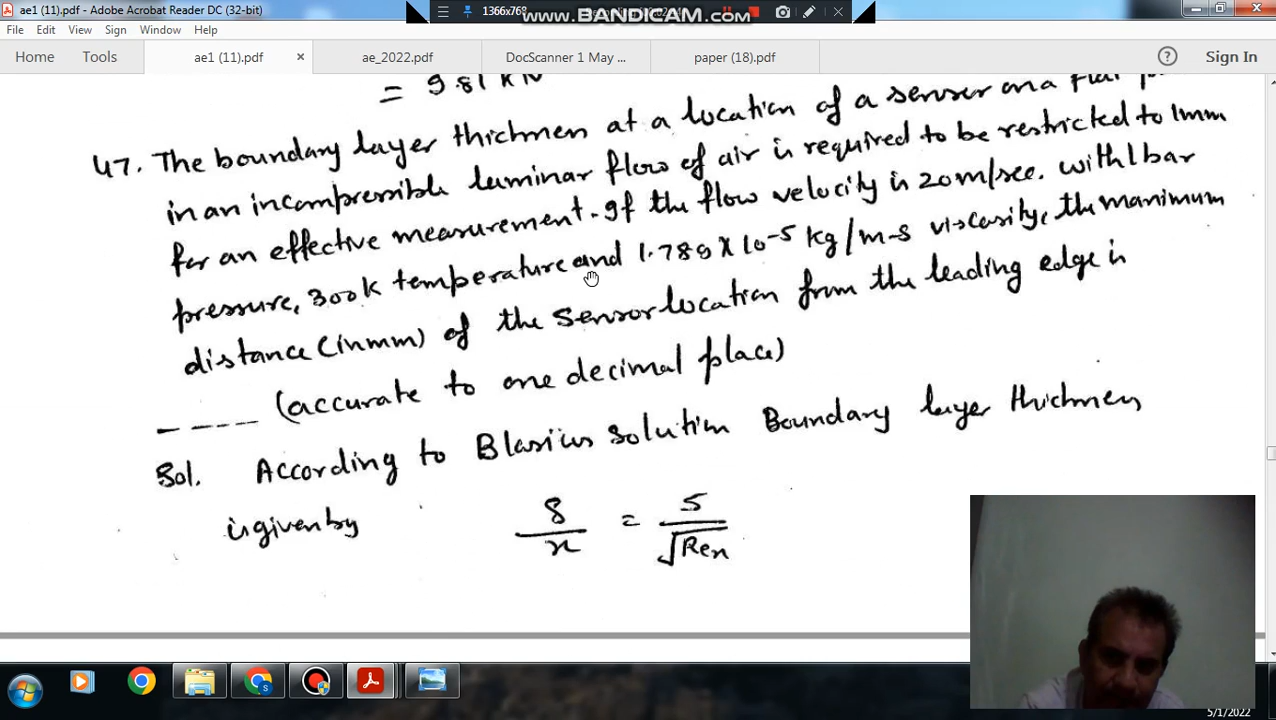 ae1 (11).pdf - Adobe Acrobat Reader DC (32-bit)
1366x768
www.BANDICAM.com
File Edit View Sign Window Help
Home Tools ae1 (11).pdf × ae_2022.pdf DocScanner 1 May ... paper (18).pdf Sign In
= 9.81 KN
47. The boundary layer thichmen at a location of a senser on a flat
in an incompressible luminar flow of air is required to be restricted to 1mm
for an effective measurement. If the flow velocity is 20m/sec. with 1 bar
pressure, 300K temperature and 1.789 X 10-5 kg/m-s viscosity, the manimum
distance (in mm) of the sensor location from the leading edge is
_ ---- (accurate to one decimal place)
Sol. According to Blasius solution Boundary layer thichmen
is given by δ/x = 5/√Rex
5/1/2022